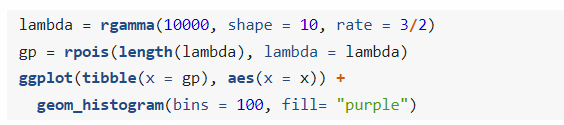 lambda = rgamma(10000, shape = 10, rate = 3/2)
gp = rpois(length(lambda), lambda = lambda)
ggplot(tibble(x = gp), aes(x = x)) +
  geom_histogram(bins = 100, fill= "purple")